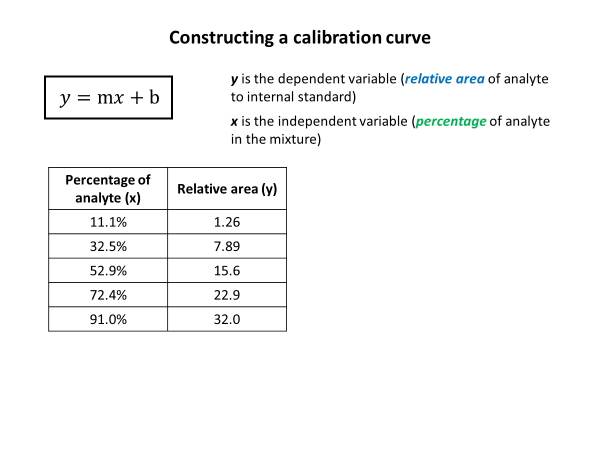 Constructing a calibration curve
y = mx + b
y is the dependent variable (relative area of analyte
to internal standard)
x is the independent variable (percentage of analyte
in the mixture)
Percentage of
analyte (x)
Relative area (y)
11.1% 1.26
32.5% 7.89
52.9% 15.6
72.4% 22.9
91.0% 32.0